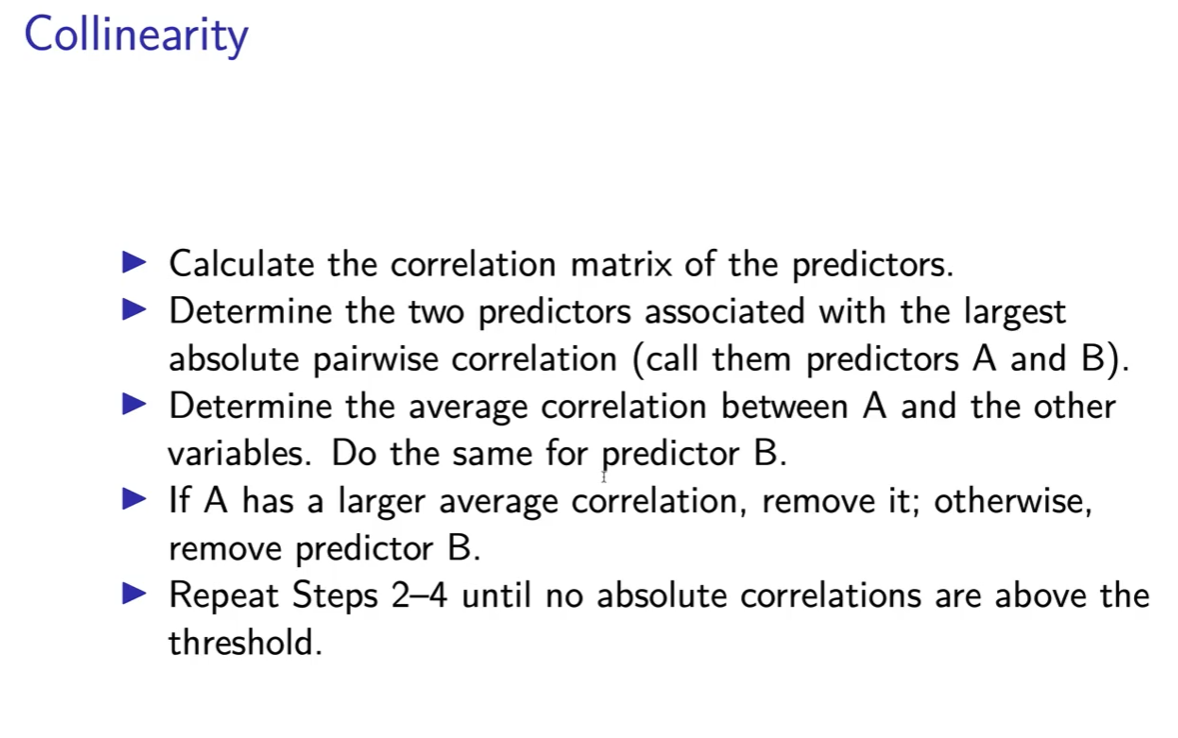 Collinearity
Calculate the correlation matrix of the predictors.
Determine the two predictors associated with the largest
absolute pairwise correlation (call them predictors A and B).
Determine the average correlation between A and the other
variables. Do the same for predictor B.
If A has a larger average correlation, remove it; otherwise,
remove predictor B.
Repeat Steps 2–4 until no absolute correlations are above the
threshold.